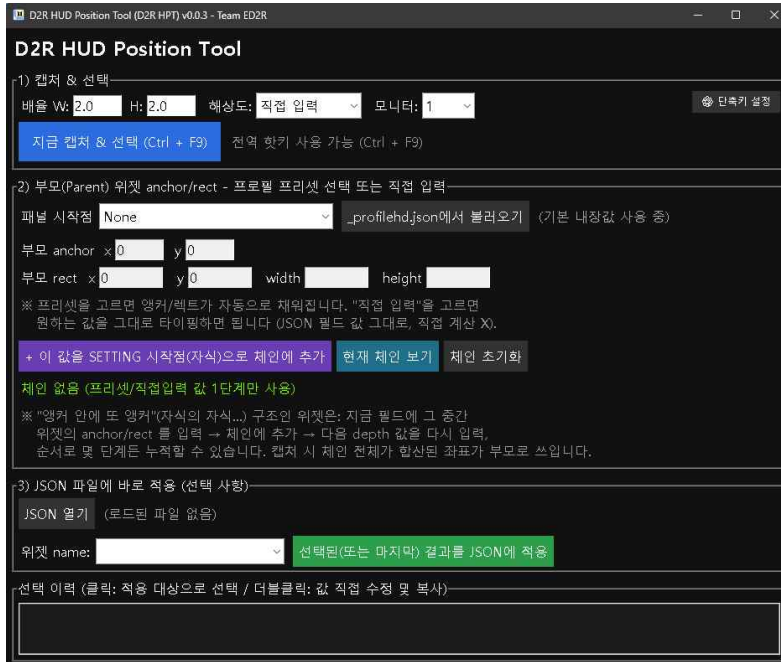 D2R HUD Position Tool (D2R HPT) v0.0.3 - Team ED2R
D2R HUD Position Tool
1) 캡처 & 선택
배율 W: 2.0 H: 2.0 해상도: 직접 입력 모니터: 1 단축키 설정
지금 캡처 & 선택 (Ctrl + F9) 전역 핫키 사용 가능 (Ctrl + F9)
2) 부모(Parent) 위젯 anchor/rect - 프로필 프리셋 선택 또는 직접 입력
패널 시작점 None _profilehd.json에서 불러오기 (기본 내장값 사용 중)
부모 anchor x 0 y 0
부모 rect x 0 y 0 width height
※ 프리셋을 고르면 앵커/렉트가 자동으로 채워집니다. "직접 입력"을 고르면
원하는 값을 그대로 타이핑하면 됩니다 (JSON 필드 값 그대로, 직접 계산 X).
+ 이 값을 SETTING 시작점(자식)으로 체인에 추가 현재 체인 보기 체인 초기화
체인 없음 (프리셋/직접입력 값 1단계만 사용)
※ "앵커 안에 또 앵커"(자식의 자식...) 구조인 위젯은: 지금 필드에 그 중간
위젯의 anchor/rect 를 입력 → 체인에 추가 → 다음 depth 값을 다시 입력,
순서로 몇 단계든 누적할 수 있습니다. 캡처 시 체인 전체가 합산된 좌표가 부모로 쓰입니다.
3) JSON 파일에 바로 적용 (선택 사항)
JSON 열기 (로드된 파일 없음)
위젯 name: 선택된(또는 마지막) 결과를 JSON에 적용
선택 이력 (클릭: 적용 대상으로 선택 / 더블클릭: 값 직접 수정 및 복사)